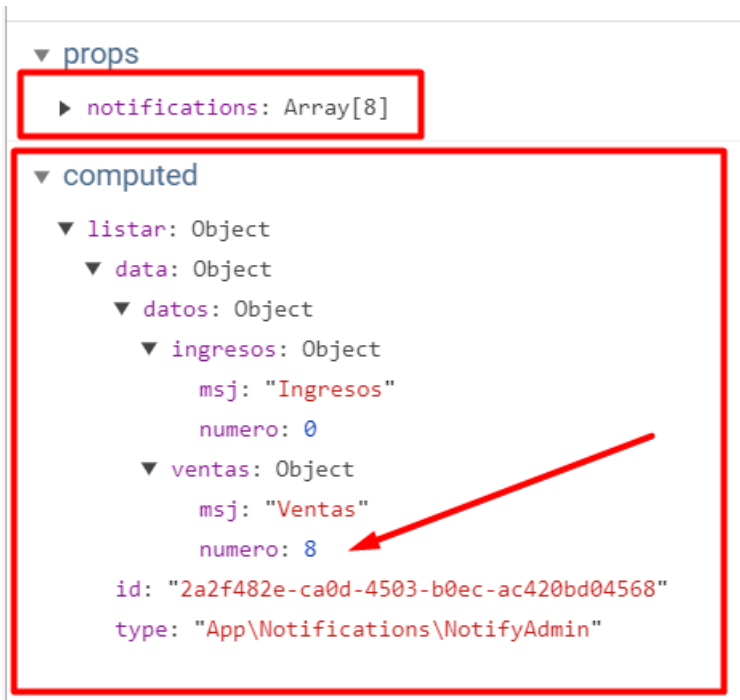 props
notifications: Array[8]
computed
listar: Object
data: Object
datos: Object
ingresos: Object
msj: "Ingresos"
numero: 0
ventas: Object
msj: "Ventas"
numero: 8
id: "2a2f482e-ca0d-4503-b0ec-ac420bd04568"
type: "App\Notifications\NotifyAdmin"